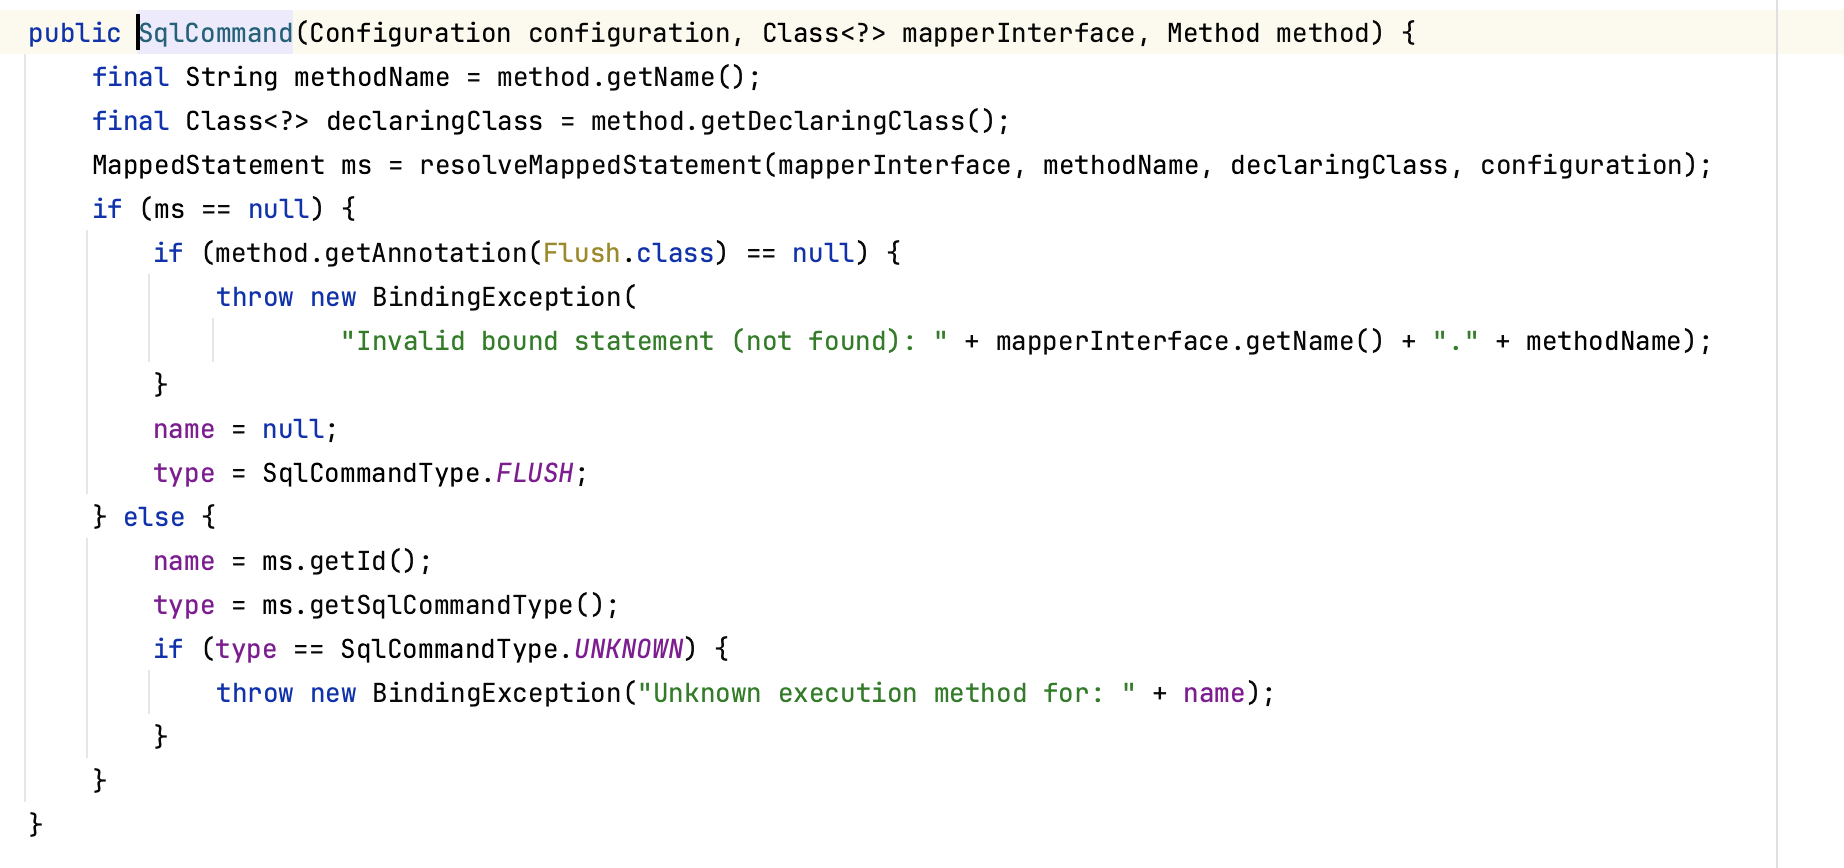 public SqlCommand(Configuration configuration, Class<?> mapperInterface, Method method) {
    final String methodName = method.getName();
    final Class<?> declaringClass = method.getDeclaringClass();
    MappedStatement ms = resolveMappedStatement(mapperInterface, methodName, declaringClass, configuration);
    if (ms == null) {
        if (method.getAnnotation(Flush.class) == null) {
            throw new BindingException(
                    "Invalid bound statement (not found): " + mapperInterface.getName() + "." + methodName);
        }
        name = null;
        type = SqlCommandType.FLUSH;
    } else {
        name = ms.getId();
        type = ms.getSqlCommandType();
        if (type == SqlCommandType.UNKNOWN) {
            throw new BindingException("Unknown execution method for: " + name);
        }
    }
}